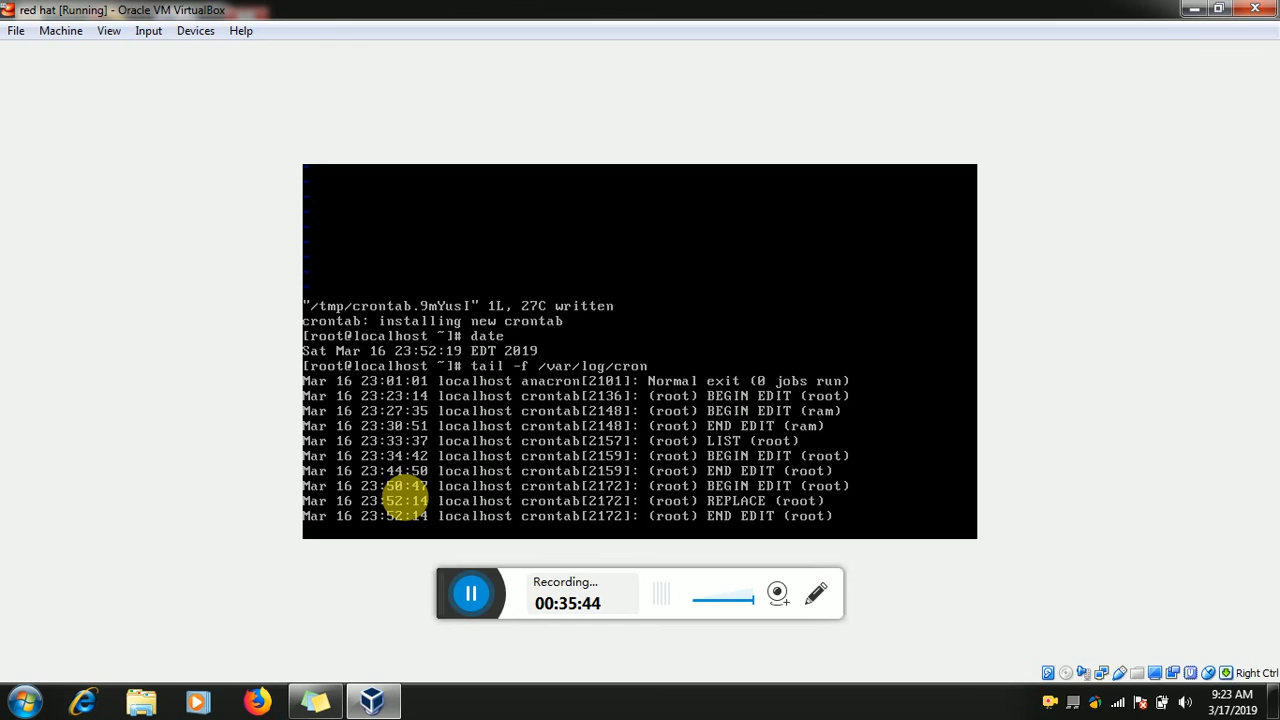 red hat [Running] - Oracle VM VirtualBox
File Machine View Input Devices Help
~
~
~
~
~
~
~
~
"/tmp/crontab.9mYusI" 1L, 27C written
crontab: installing new crontab
[root@localhost ~]# date
Sat Mar 16 23:52:19 EDT 2019
[root@localhost ~]# tail -f /var/log/cron
Mar 16 23:01:01 localhost anacron[2101]: Normal exit (0 jobs run)
Mar 16 23:23:14 localhost crontab[2136]: (root) BEGIN EDIT (root)
Mar 16 23:27:35 localhost crontab[2148]: (root) BEGIN EDIT (ram)
Mar 16 23:30:51 localhost crontab[2148]: (root) END EDIT (ram)
Mar 16 23:33:37 localhost crontab[2157]: (root) LIST (root)
Mar 16 23:34:42 localhost crontab[2159]: (root) BEGIN EDIT (root)
Mar 16 23:44:50 localhost crontab[2159]: (root) END EDIT (root)
Mar 16 23:50:47 localhost crontab[2172]: (root) BEGIN EDIT (root)
Mar 16 23:52:14 localhost crontab[2172]: (root) REPLACE (root)
Mar 16 23:52:14 localhost crontab[2172]: (root) END EDIT (root)
Recording...
00:35:44
Right Ctrl
9:23 AM
3/17/2019